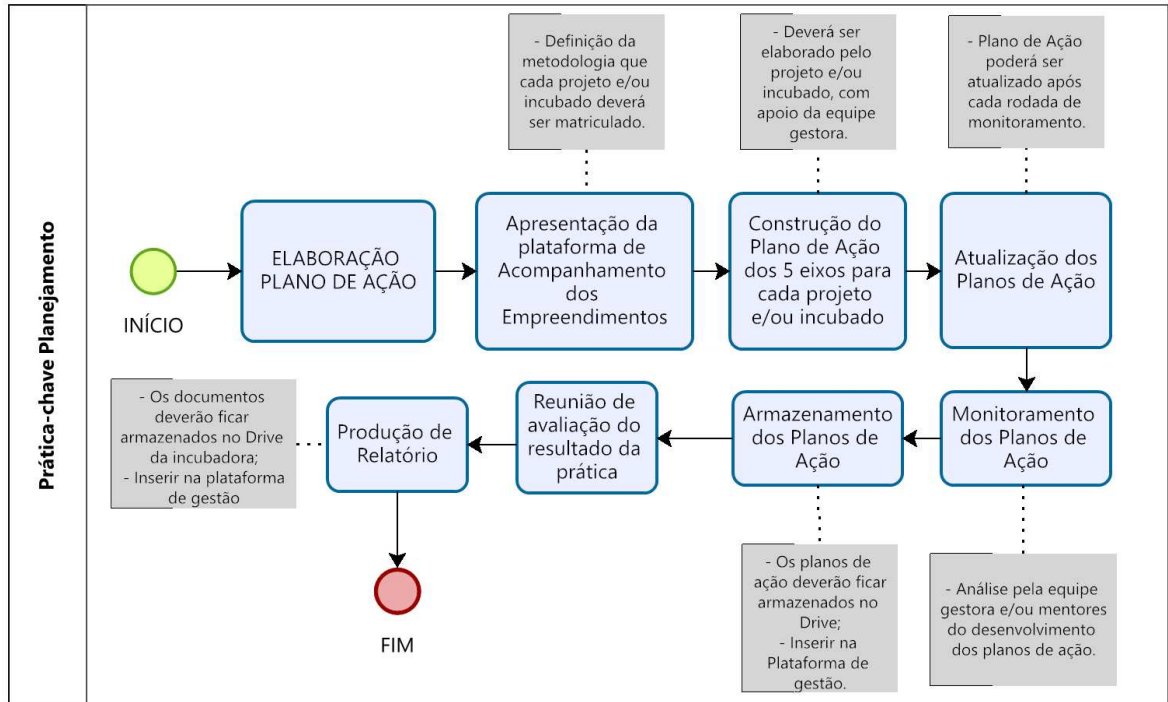 Prática-chave Planejamento
- Definição da
metodologia que
cada projeto e/ou
incubado deverá
ser matriculado.
- Deverá ser
elaborado pelo
projeto e/ou
incubado, com
apoio da equipe
gestora.
- Plano de Ação
poderá ser
atualizado após
cada rodada de
monitoramento.
INÍCIO
ELABORAÇÃO
PLANO DE AÇÃO
Apresentação da
plataforma de
Acompanhamento
dos
Empreendimentos
Construção do
Plano de Ação
dos 5 eixos para
cada projeto
e/ou incubado
Atualização dos
Planos de Ação
Monitoramento
dos Planos de
Ação
Armazenamento
dos Planos de
Ação
Reunião de
avaliação do
resultado da
prática
Produção de
Relatório
- Os documentos
deverão ficar
armazenados no Drive
da incubadora;
- Inserir na plataforma
de gestão
FIM
- Os planos de
ação deverão ficar
armazenados no
Drive;
- Inserir na
Plataforma de
gestão.
- Análise pela equipe
gestora e/ou mentores
do desenvolvimento
dos planos de ação.